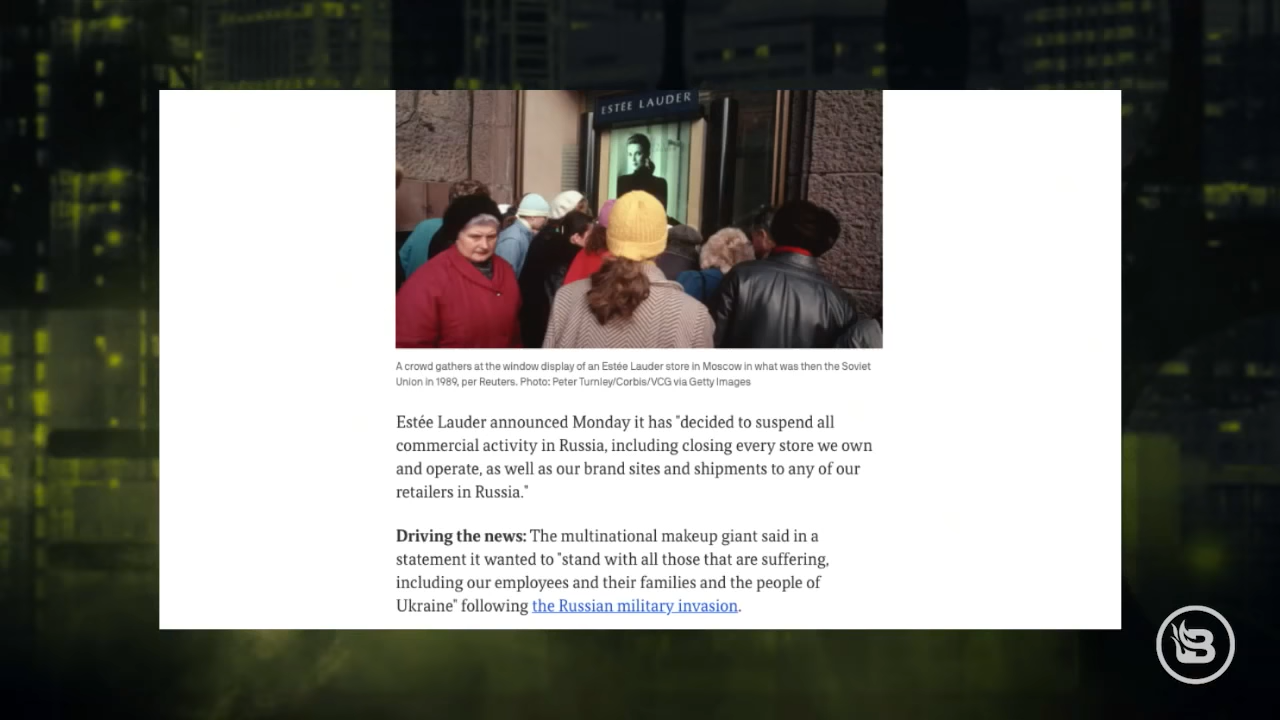 ESTÉE LAUDER
A crowd gathers at the window display of an Estée Lauder store in Moscow in what was then the Soviet
Union in 1989, per Reuters. Photo: Peter Turnley/Corbis/VCG via Getty Images
Estée Lauder announced Monday it has "decided to suspend all
commercial activity in Russia, including closing every store we own
and operate, as well as our brand sites and shipments to any of our
retailers in Russia."
Driving the news: The multinational makeup giant said in a
statement it wanted to "stand with all those that are suffering,
including our employees and their families and the people of
Ukraine" following the Russian military invasion.
B